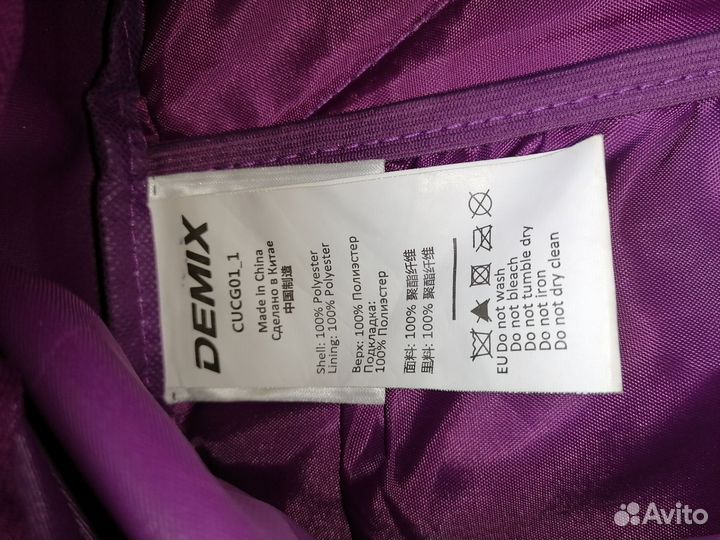 DEMIX
CUCG01_1
Made in China
Сделано в Китае
中国制造
Shell: 100% Polyester
Lining: 100% Polyester
Верх: 100% Полиэстер
Подкладка:
100% Полиэстер
面料: 100% 聚酯纤维
里料: 100% 聚酯纤维
EU Do not wash
Do not bleach
Do not tumble dry
Do not iron
Do not dry clean
Avito